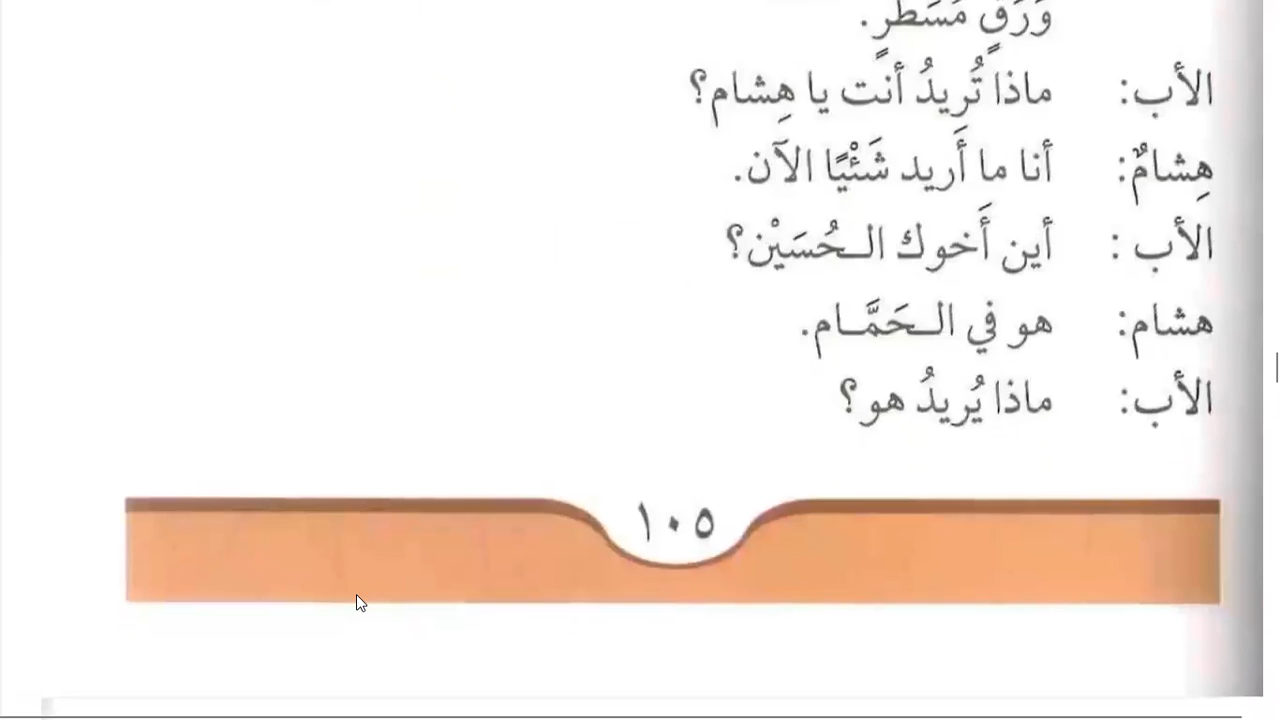 وَرَقٍ مُسَطَّرٍ.
الأب: ماذا تُريدُ أنت يا هِشام؟
هِشامٌ: أنا ما أَريد شَئْيًا الآن.
الأب : أين أَخوك الـحُسَيْن؟
هشام: هو في الـحَمَّـام.
الأب: ماذا يُريدُ هو؟
١٠٥